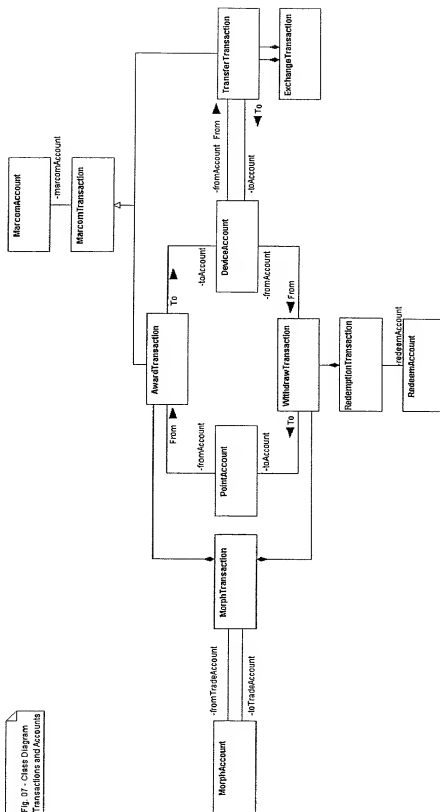 Fig. 07 - Class Diagram
Transactions and Accounts
MarcomAccount
-marcomAccount
MarcomTransaction
AwardTransaction
TransferTransaction
To
-toAccount
From
-fromAccount
-fromAccount
From
-toAccount
To
ExchangeTransaction
DeviceAccount
-fromAccount
From
PointAccount
-toAccount
To
WithdrawTransaction
RedemptionTransaction
-redeemAccount
RedeemAccount
MorphTransaction
-fromTradeAccount
-toTradeAccount
MorphAccount